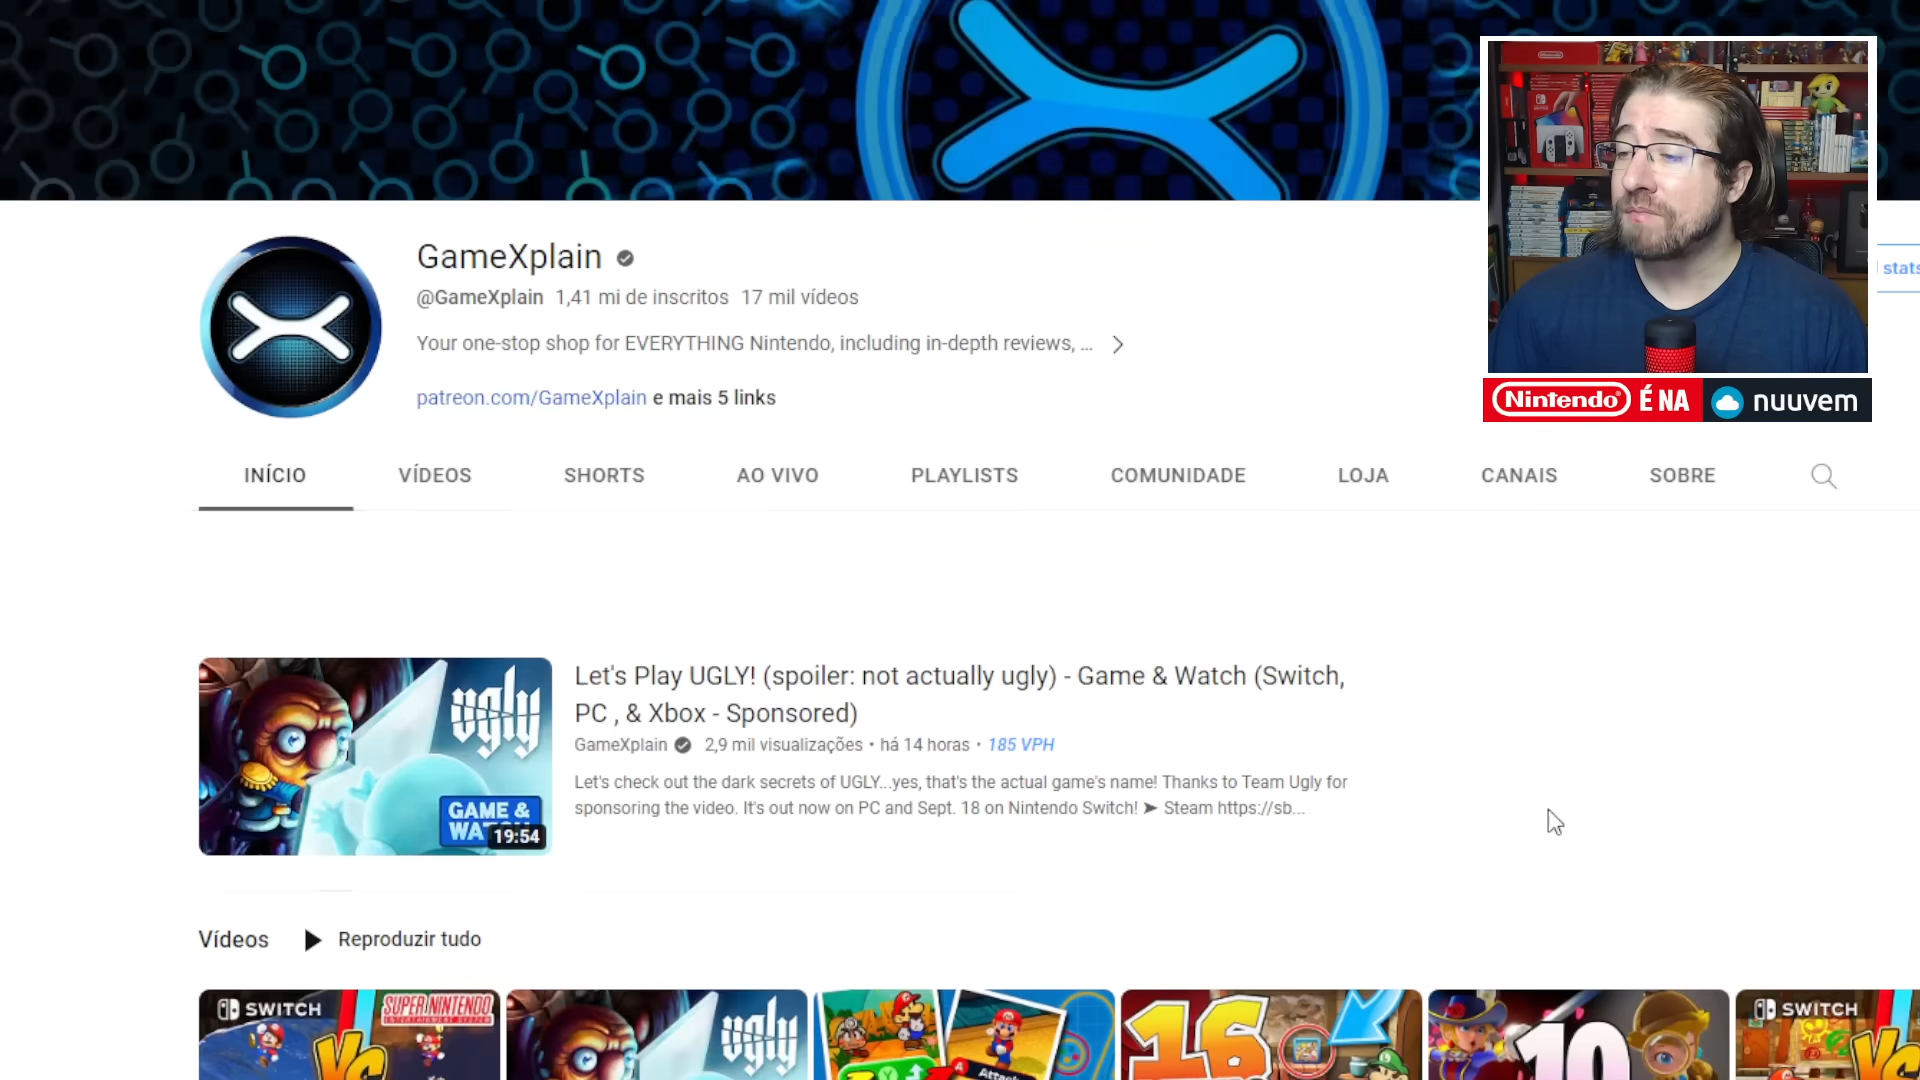 GameXplain
@GameXplain 1,41 mi de inscritos 17 mil vídeos
Your one-stop shop for EVERYTHING Nintendo, including in-depth reviews, ...
patreon.com/GameXplain e mais 5 links
stats
Nintendo É NA nuuvem
INÍCIO VÍDEOS SHORTS AO VIVO PLAYLISTS COMUNIDADE LOJA CANAIS SOBRE
ugly
GAME &
19:54
Let's Play UGLY! (spoiler: not actually ugly) - Game & Watch (Switch,
PC , & Xbox - Sponsored)
GameXplain 2,9 mil visualizações • há 14 horas • 185 VPH
Let's check out the dark secrets of UGLY...yes, that's the actual game's name! Thanks to Team Ugly for
sponsoring the video. It's out now on PC and Sept. 18 on Nintendo Switch! ➤ Steam https://sb...
Vídeos Reproduzir tudo
SWITCH SUPER NINTENDO
VS
ugly
Y
A
16
10
SWITCH